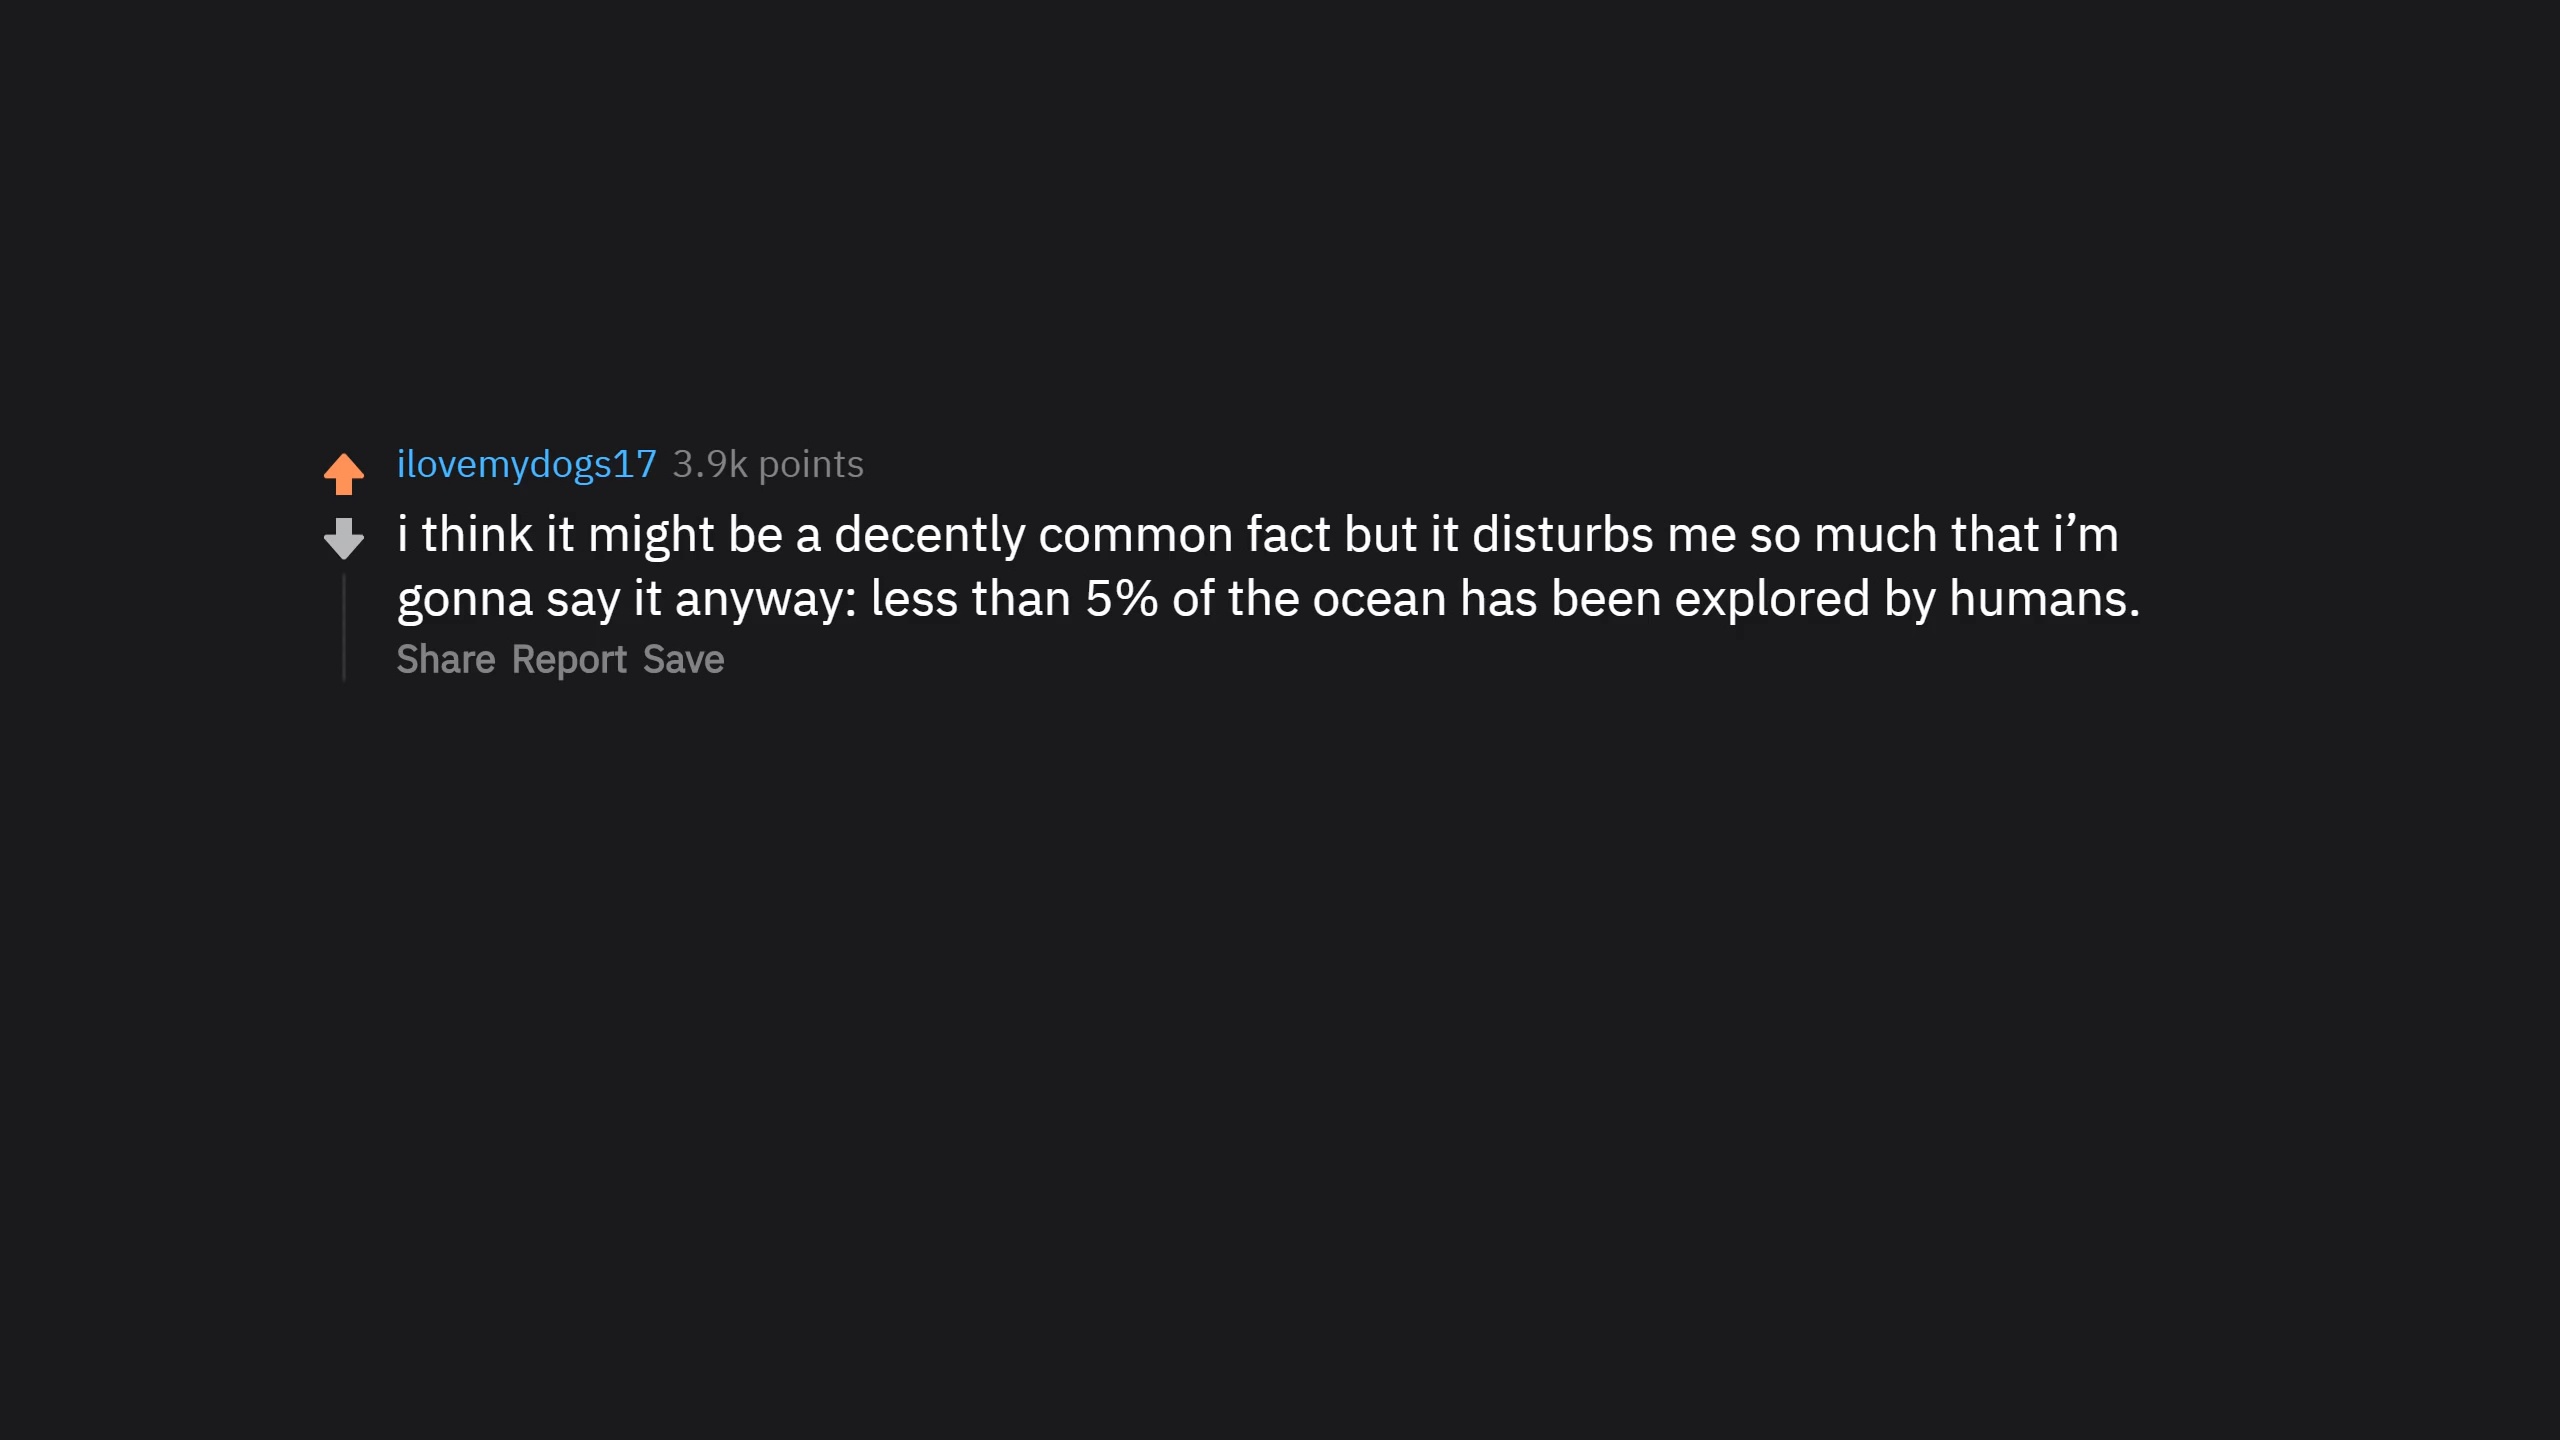 ilovemydogs17 3.9k points
i think it might be a decently common fact but it disturbs me so much that i’m
gonna say it anyway: less than 5% of the ocean has been explored by humans.
Share Report Save